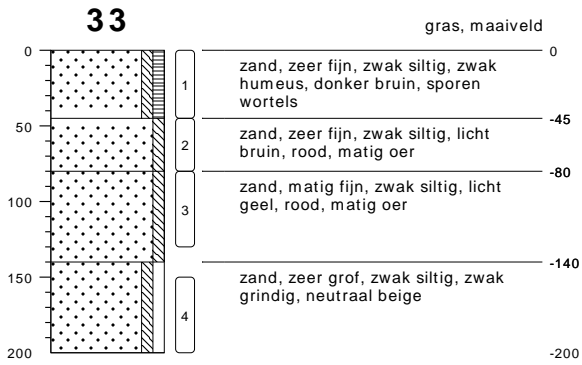 33
gras, maaiveld
0
0
1
zand, zeer fijn, zwak siltig, zwak
humeus, donker bruin, sporen
wortels
50
-45
2
zand, zeer fijn, zwak siltig, licht
bruin, rood, matig oer
-80
100
3
zand, matig fijn, zwak siltig, licht
geel, rood, matig oer
-140
150
4
zand, zeer grof, zwak siltig, zwak
grindig, neutraal beige
200
-200